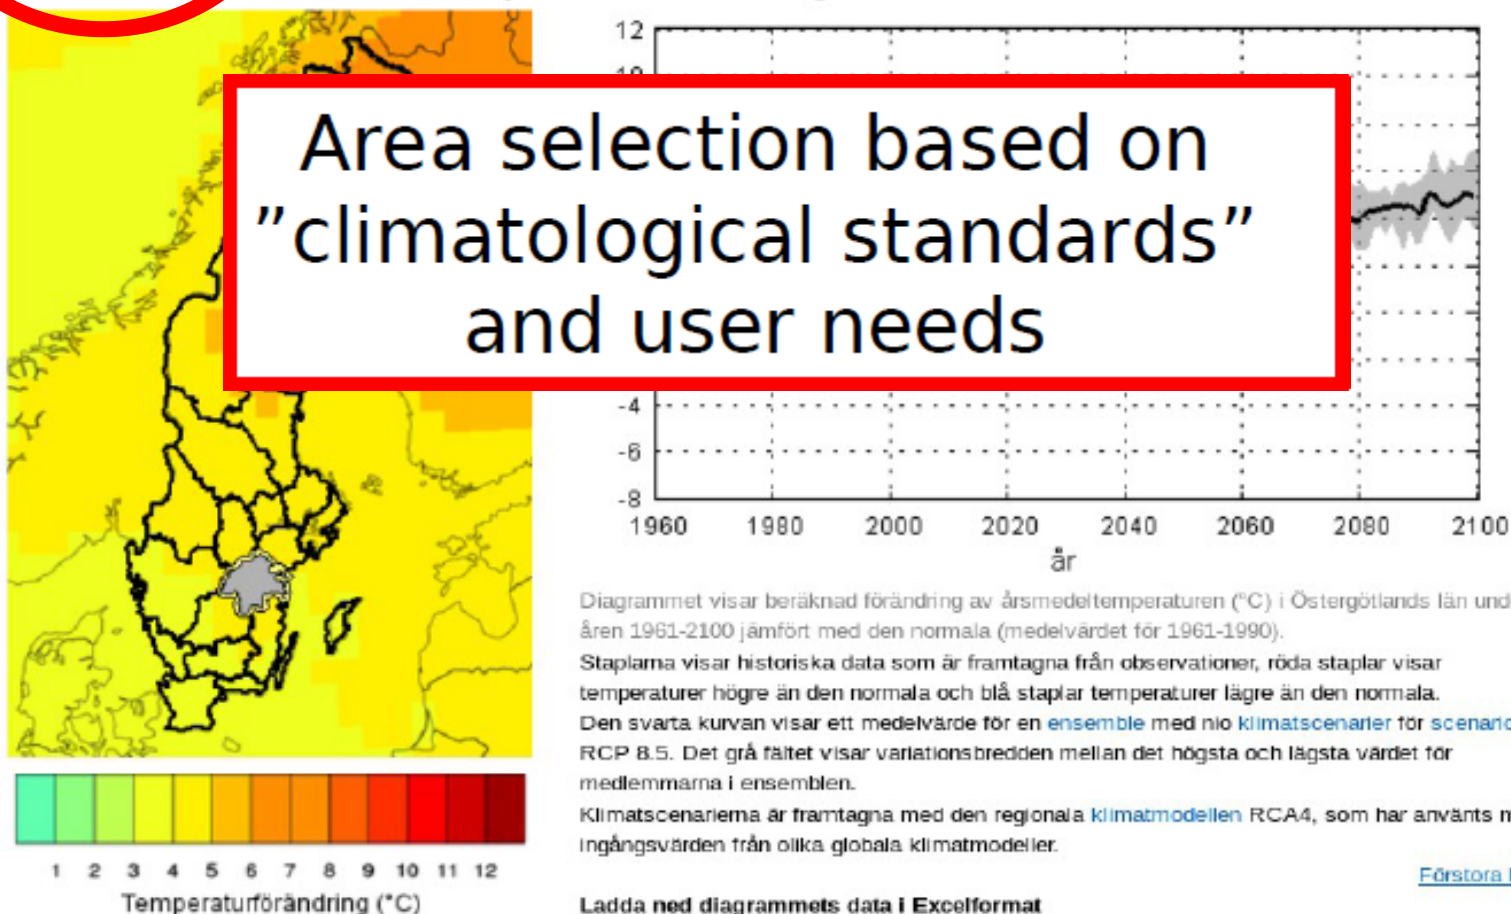 12
10
Area selection based on
”climatological standards”
and user needs
-4
-6
-8
1960 1980 2000 2020 2040 2060 2080 2100
år
Diagrammet visar beräknad förändring av årsmedeltemperaturen (°C) i Östergötlands län
åren 1961-2100 jämfört med den normala (medelvärdet för 1961-1990).
Staplarna visar historiska data som är framtagna från observationer, röda staplar visar
temperaturer högre än den normala och blå staplar temperaturer lägre än den normala.
Den svarta kurvan visar ett medelvärde för en ensemble med nio klimatscenarier för
RCP 8.5. Det grå fältet visar variationsbredden mellan det högsta och lägsta värdet för
medlemmarna i ensemblen.
Klimatscenarierna är framtagna med den regionala klimatmodellen RCA4, som har använts
ingångsvärden från olika globala klimatmodeller.
Förstora
1 2 3 4 5 6 7 8 9 10 11 12
Temperaturförändring (°C)
Ladda ned diagrammets data i Excelformat